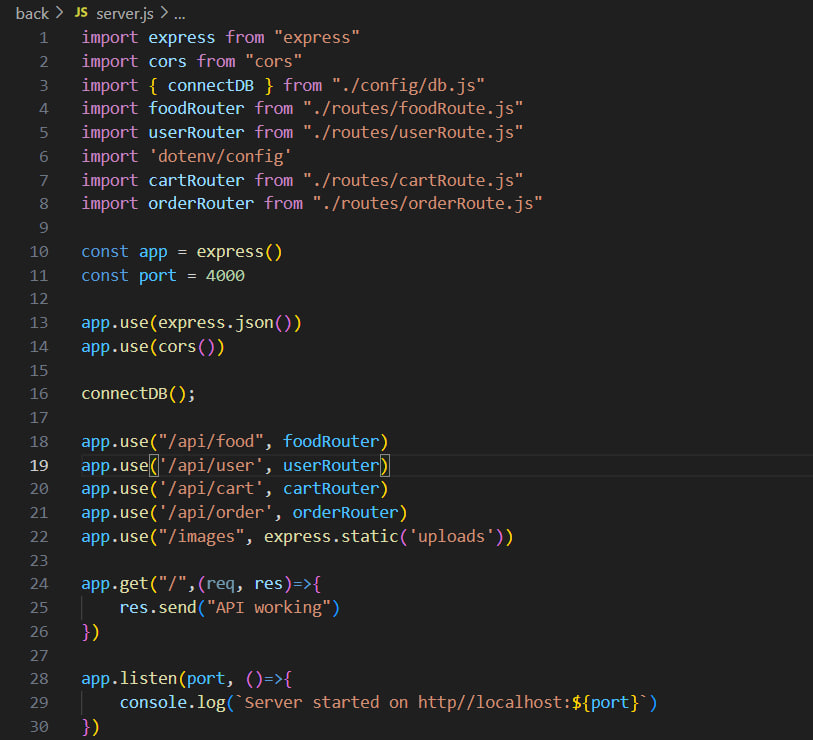 back > JS server.js > ...
1 import express from "express"
2 import cors from "cors"
3 import { connectDB } from "./config/db.js"
4 import foodRouter from "./routes/foodRoute.js"
5 import userRouter from "./routes/userRoute.js"
6 import 'dotenv/config'
7 import cartRouter from "./routes/cartRoute.js"
8 import orderRouter from "./routes/orderRoute.js"
9
10 const app = express()
11 const port = 4000
12
13 app.use(express.json())
14 app.use(cors())
15
16 connectDB();
17
18 app.use("/api/food", foodRouter)
19 app.use('/api/user', userRouter)
20 app.use('/api/cart', cartRouter)
21 app.use('/api/order', orderRouter)
22 app.use("/images", express.static('uploads'))
23
24 app.get("/",(req, res)=>{
25     res.send("API working")
26 })
27
28 app.listen(port, ()=>{
29     console.log(`Server started on http//localhost:${port}`)
30 })